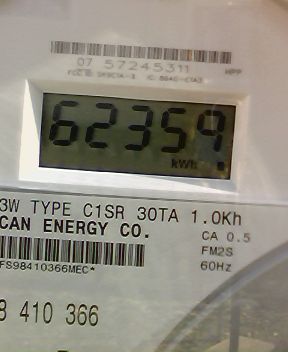 07 57245311 HPP
62359
kWh
3W TYPE C1SR 30TA 1.0Kh
CAN ENERGY CO. CA 0.5
FM2S
FS98410366MEC* 60Hz
8 410 366